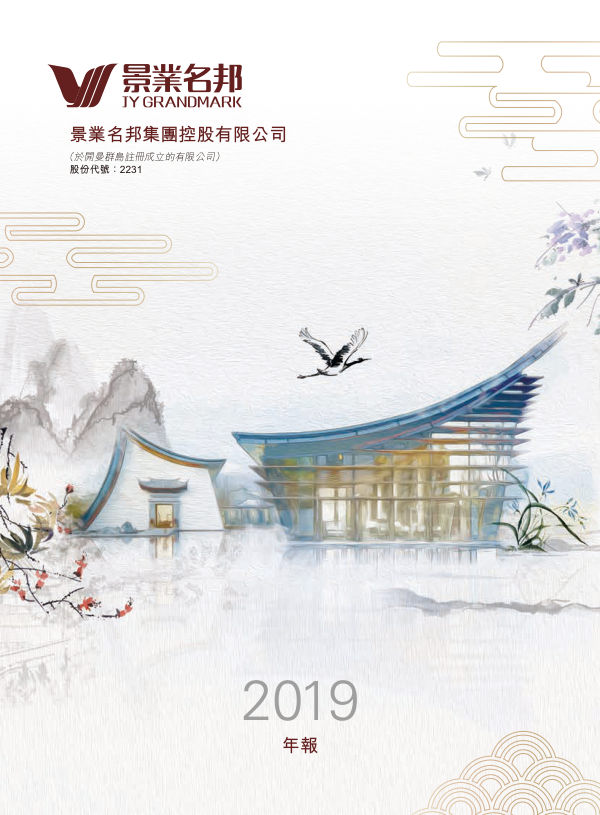 景業名邦
JY GRANDMARK
景業名邦集團控股有限公司
（於開曼群島註冊成立的有限公司）
股份代號：2231
2019
年報